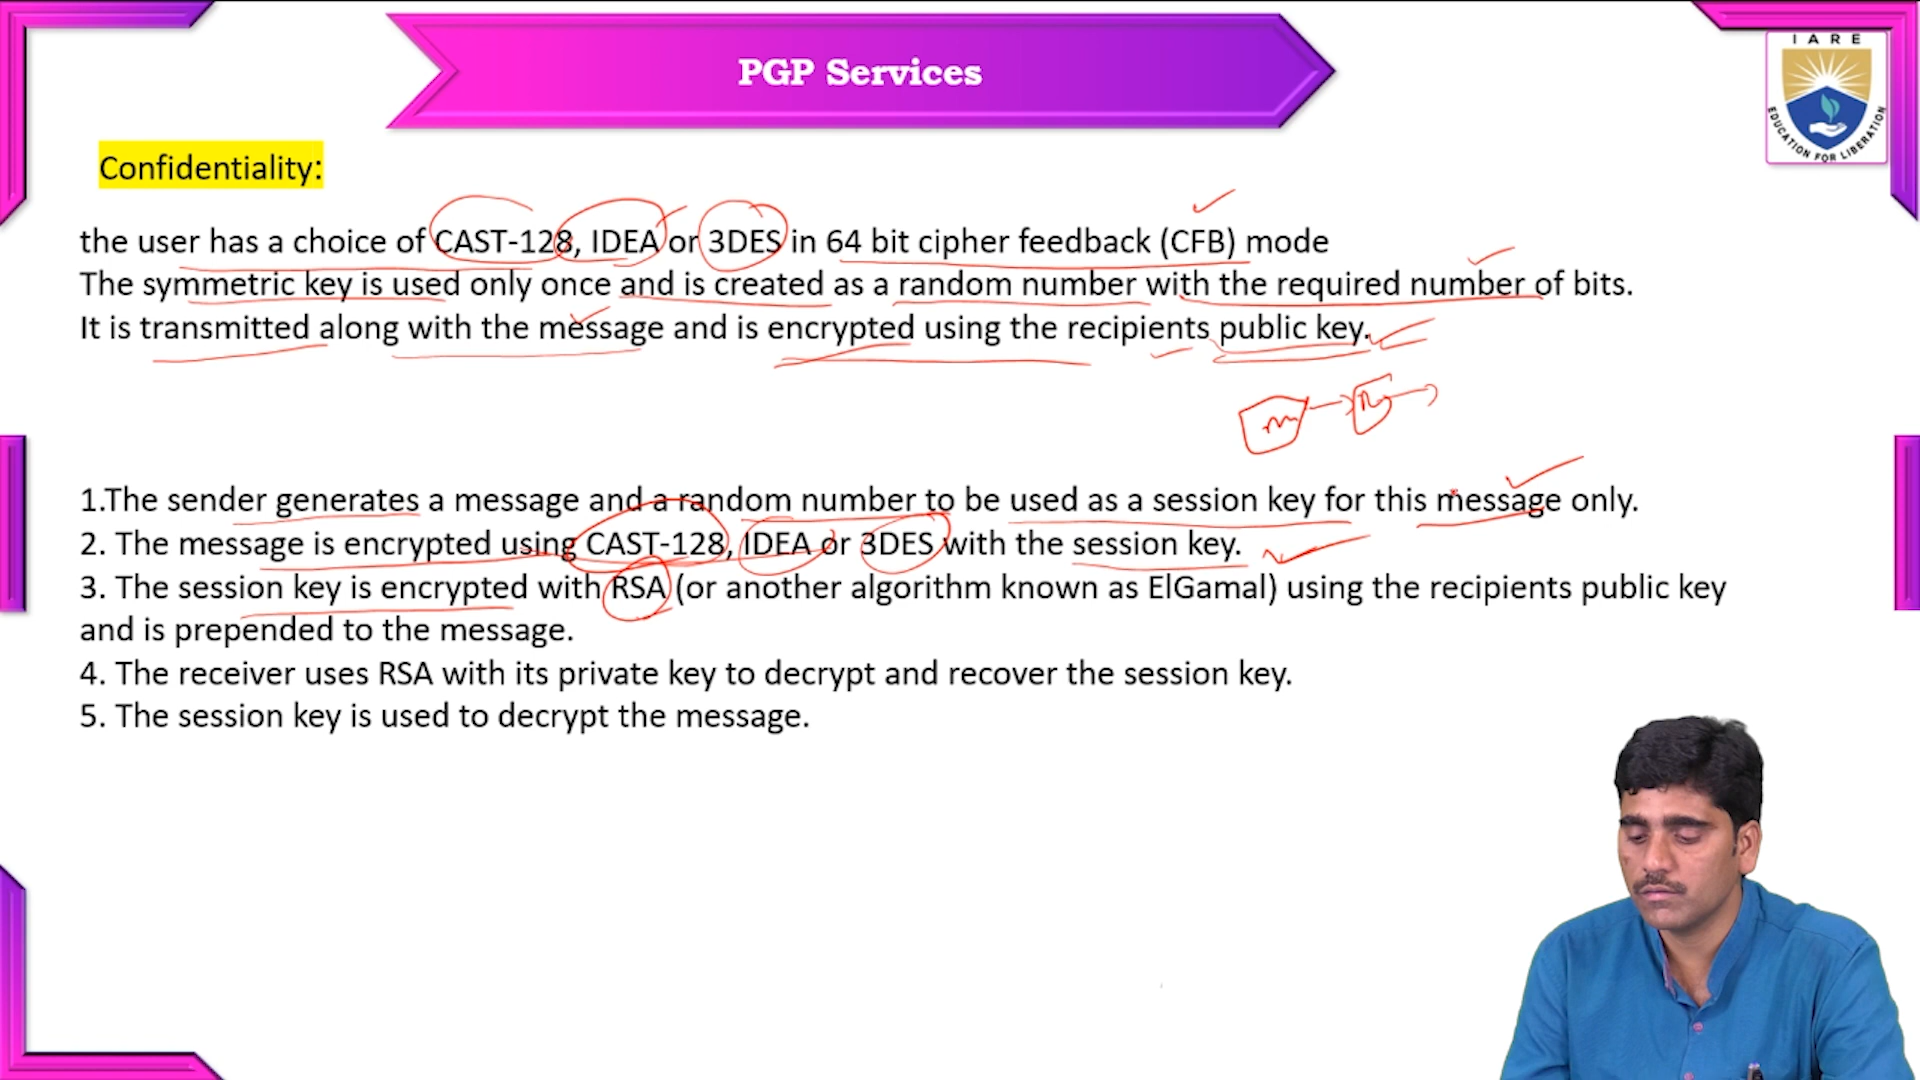 PGP Services
I A R E
EDUCATION FOR LIBERATION
Confidentiality:
the user has a choice of CAST-128, IDEA or 3DES in 64 bit cipher feedback (CFB) mode
The symmetric key is used only once and is created as a random number with the required number of bits.
It is transmitted along with the message and is encrypted using the recipients public key.
m
1.The sender generates a message and a random number to be used as a session key for this message only.
2. The message is encrypted using CAST-128, IDEA or 3DES with the session key.
3. The session key is encrypted with RSA (or another algorithm known as ElGamal) using the recipients public key
and is prepended to the message.
4. The receiver uses RSA with its private key to decrypt and recover the session key.
5. The session key is used to decrypt the message.